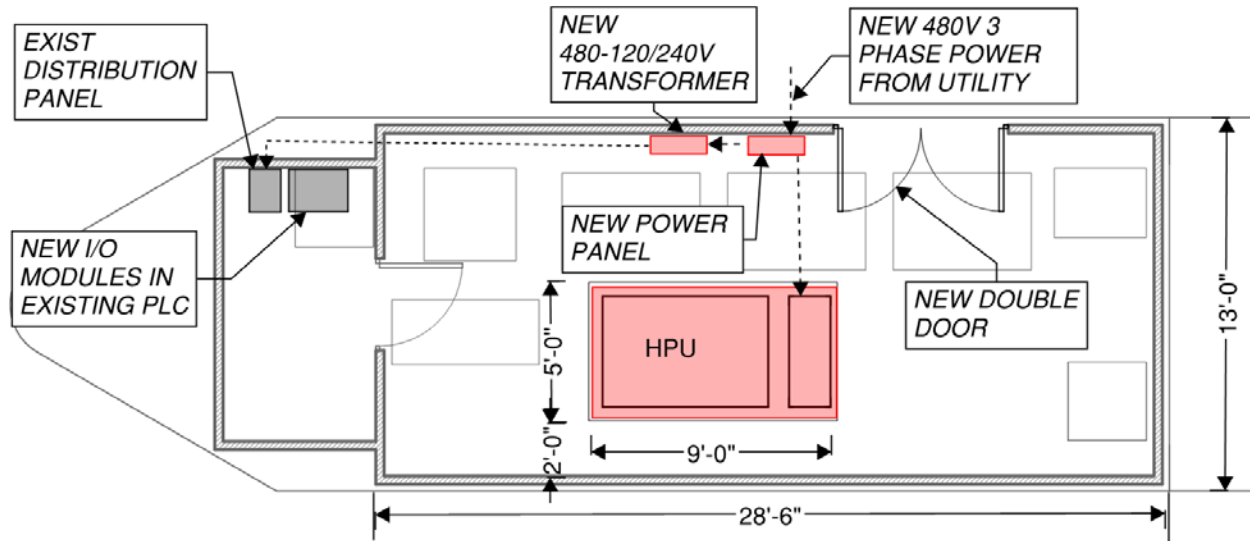 EXIST
DISTRIBUTION
PANEL
NEW
480-120/240V
TRANSFORMER
NEW 480V 3
PHASE POWER
FROM UTILITY
NEW I/O
MODULES IN
EXISTING PLC
NEW POWER
PANEL
NEW DOUBLE
DOOR
HPU
5'-0"
2'-0"
9'-0"
13'-0"
28'-6"